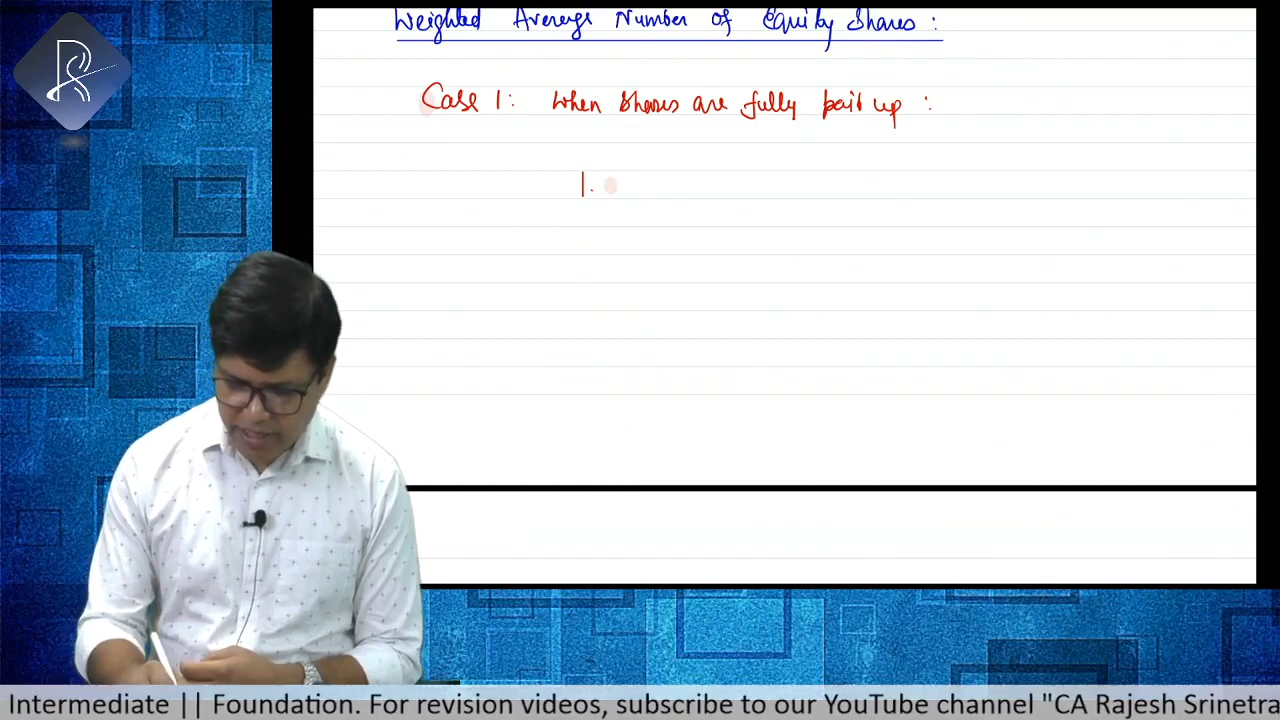 Weighted Average Number of Equity Shares :
Case 1: When Shares are fully paid up :
1.
Intermediate || Foundation. For revision videos, subscribe to our YouTube channel "CA Rajesh Srinetra